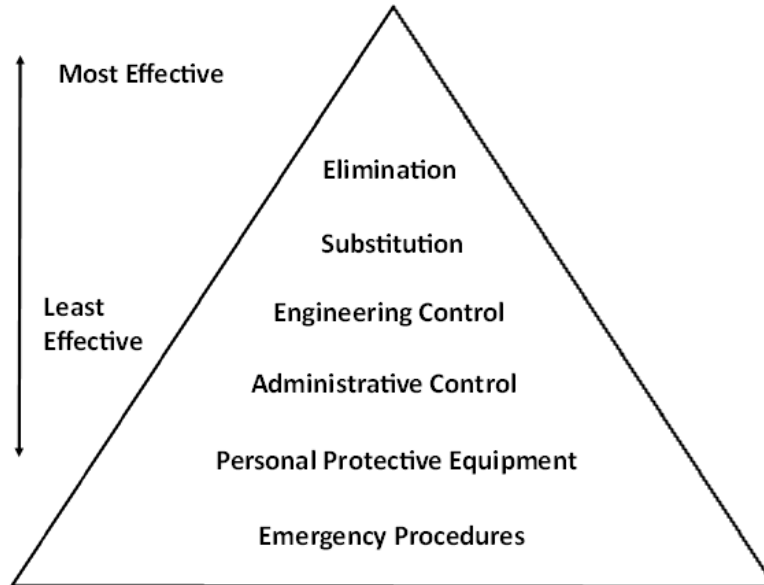 Most Effective
Elimination
Substitution
Least
Effective
Engineering Control
Administrative Control
Personal Protective Equipment
Emergency Procedures